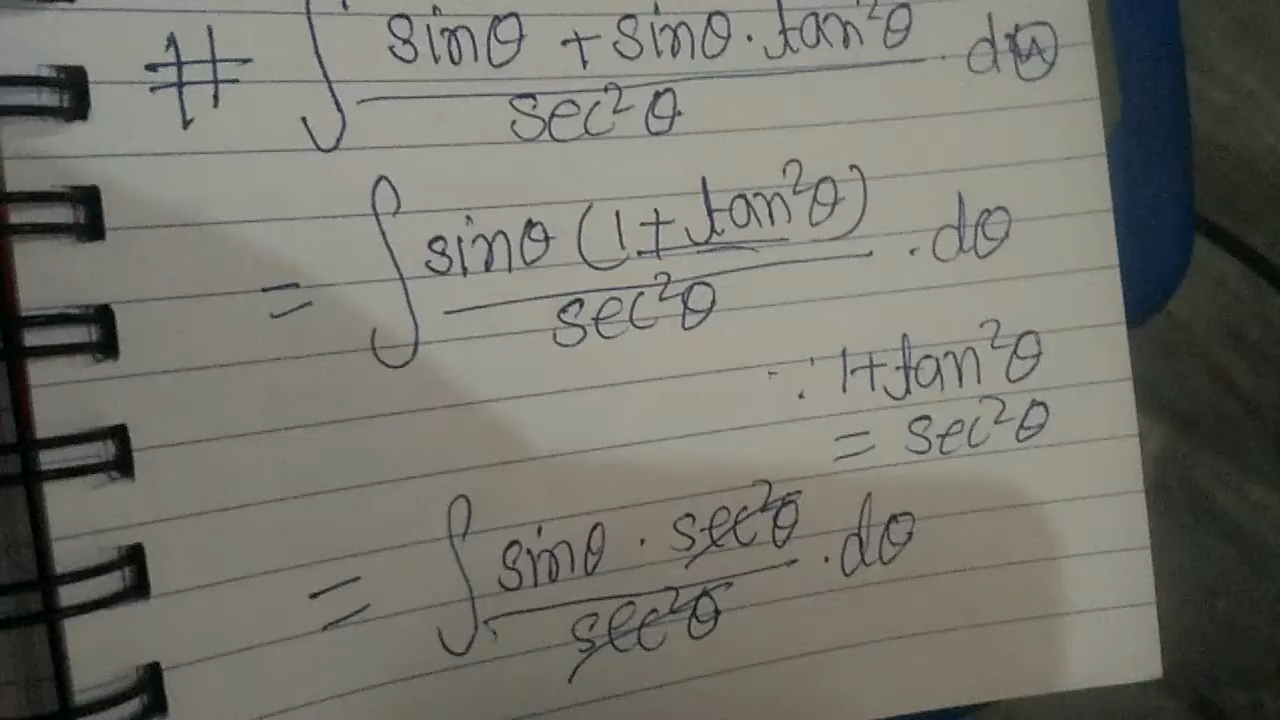 # ∫ (sinθ + sinθ · tan²θ) / sec²θ · dθ
= ∫ sinθ (1 + tan²θ) / sec²θ · dθ
∵ 1 + tan²θ
= sec²θ
= ∫ sinθ · sec²θ / sec²θ · dθ